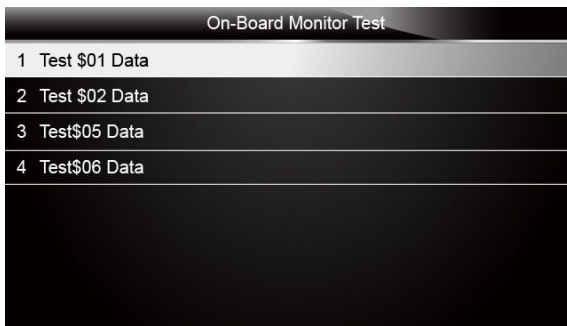 On-Board Monitor Test
1 Test $01 Data
2 Test $02 Data
3 Test$05 Data
4 Test$06 Data